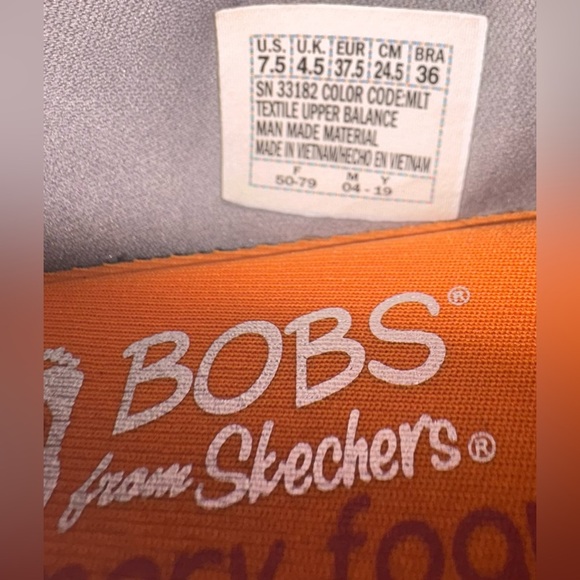 U.S. U.K. EUR CM BRA
7.5 4.5 37.5 24.5 36
SN 33182 COLOR CODE:MLT
TEXTILE UPPER BALANCE
MAN MADE MATERIAL
MADE IN VIETNAM/HECHO EN VIETNAM
F M Y
50-79 04-19
BOBS®
from Skechers®